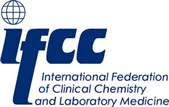 ifcc
International Federation
of Clinical Chemistry
and Laboratory Medicine